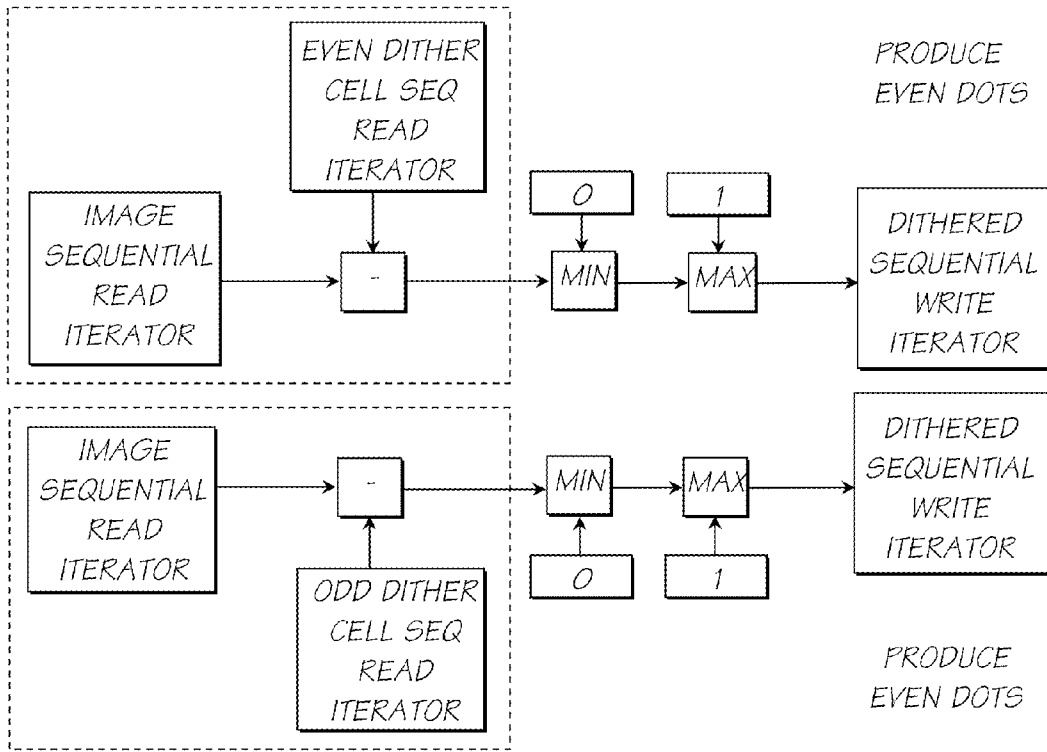 EVEN DITHER
CELL SEQ
READ
ITERATOR
PRODUCE
EVEN DOTS
IMAGE
SEQUENTIAL
READ
ITERATOR
-
0
MIN
1
MAX
DITHERED
SEQUENTIAL
WRITE
ITERATOR
IMAGE
SEQUENTIAL
READ
ITERATOR
-
MIN
MAX
DITHERED
SEQUENTIAL
WRITE
ITERATOR
ODD DITHER
CELL SEQ
READ
ITERATOR
0
1
PRODUCE
EVEN DOTS